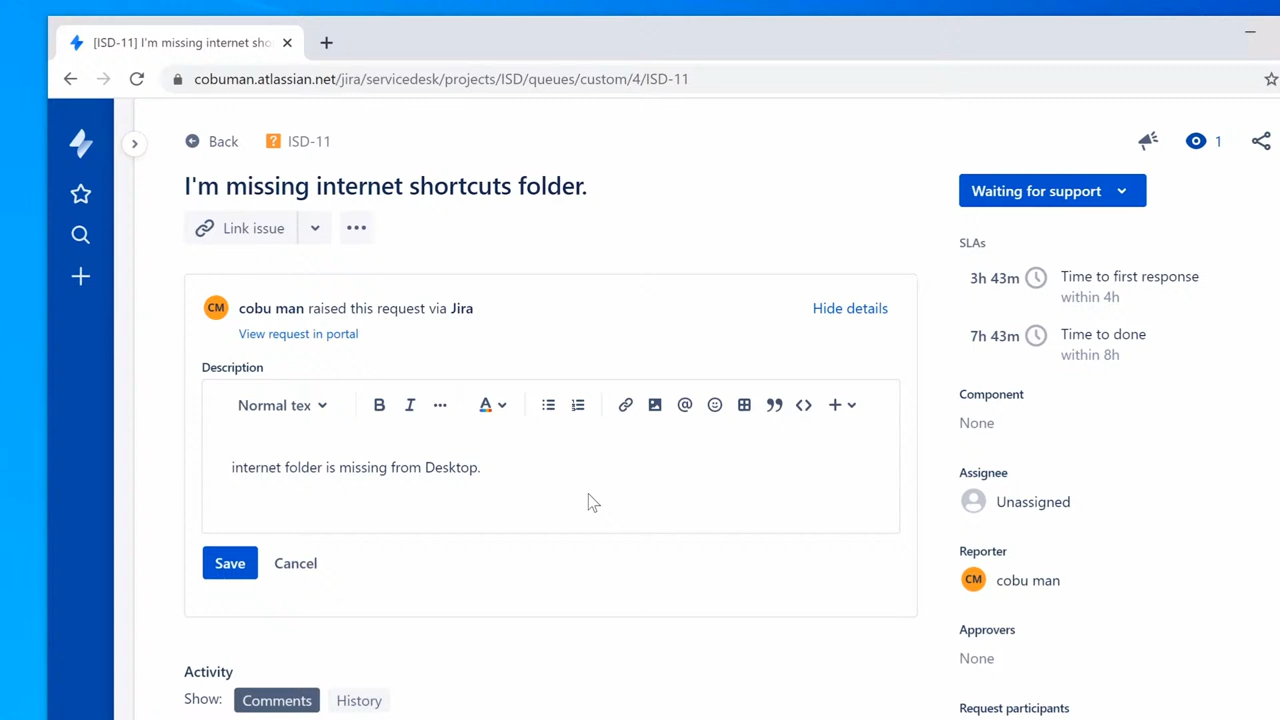 [ISD-11] I'm missing internet sho
cobuman.atlassian.net/jira/servicedesk/projects/ISD/queues/custom/4/ISD-11
Back ISD-11 1
I'm missing internet shortcuts folder.
Waiting for support
Link issue
SLAs
3h 43m Time to first response
within 4h
CM cobu man raised this request via Jira Hide details
View request in portal
7h 43m Time to done
within 8h
Description
Normal tex B I A @ +
Component
None
internet folder is missing from Desktop.
Assignee
Unassigned
Save Cancel
Reporter
CM cobu man
Approvers
None
Activity
Show: Comments History
Request participants